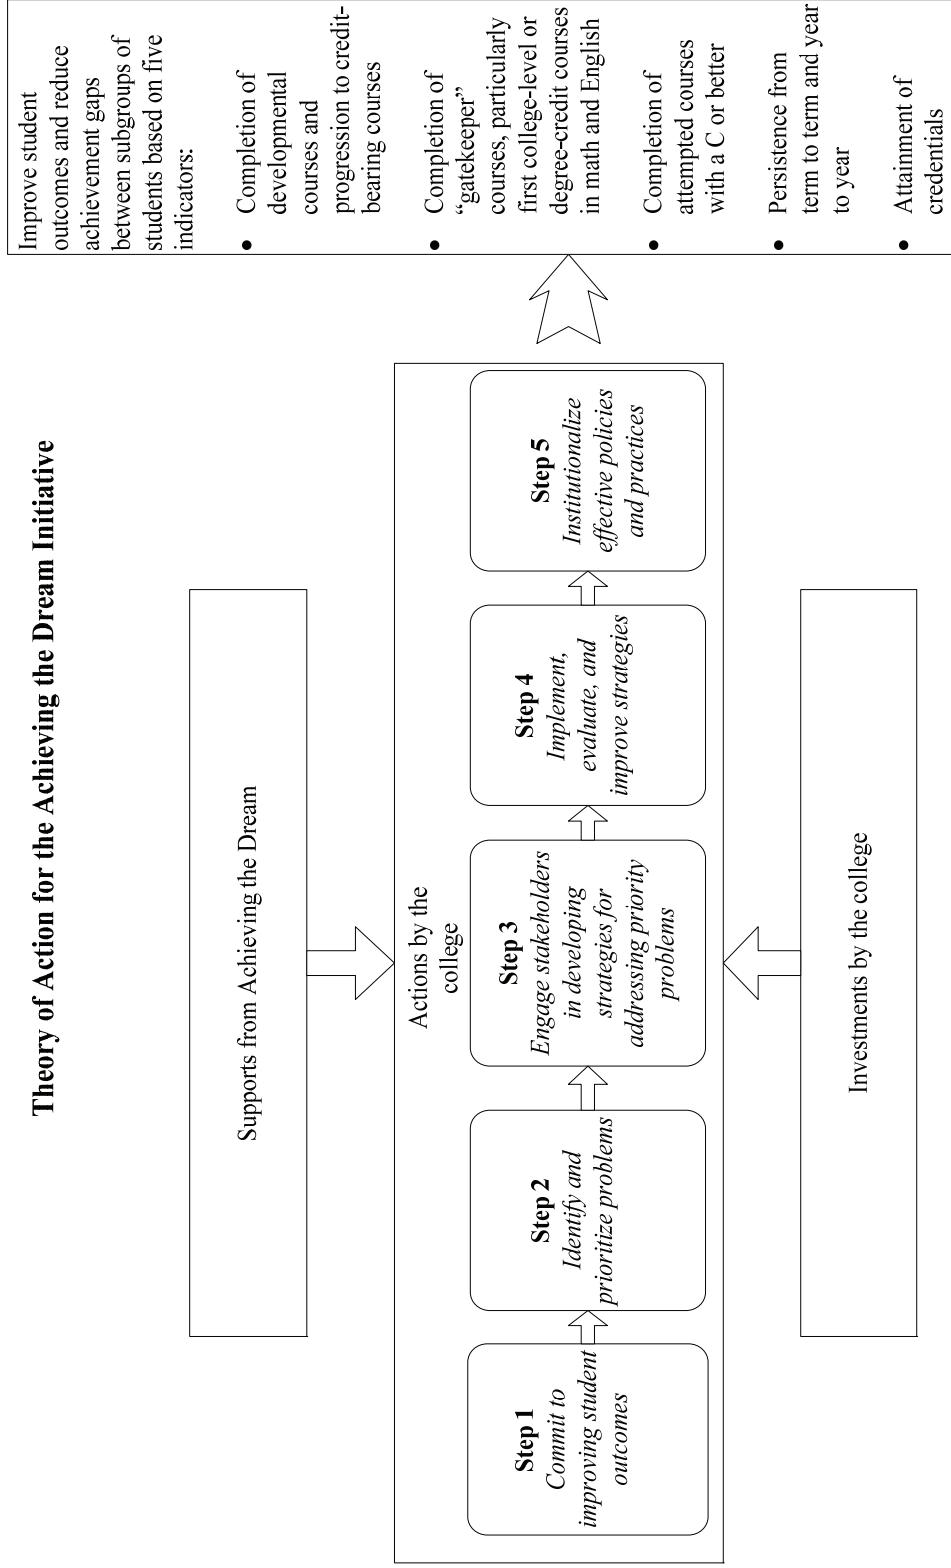 Theory of Action for the Achieving the Dream Initiative
Supports from Achieving the Dream
Actions by the
college
Step 1
Commit to
improving student
outcomes
Step 2
Identify and
prioritize problems
Step 3
Engage stakeholders
in developing
strategies for
addressing priority
problems
Step 4
Implement,
evaluate, and
improve strategies
Step 5
Institutionalize
effective policies
and practices
Investments by the college
Improve student
outcomes and reduce
achievement gaps
between subgroups of
students based on five
indicators:
• Completion of
developmental
courses and
progression to credit-
bearing courses
• Completion of
“gatekeeper”
courses, particularly
first college-level or
degree-credit courses
in math and English
• Completion of
attempted courses
with a C or better
• Persistence from
term to term and year
to year
• Attainment of
credentials